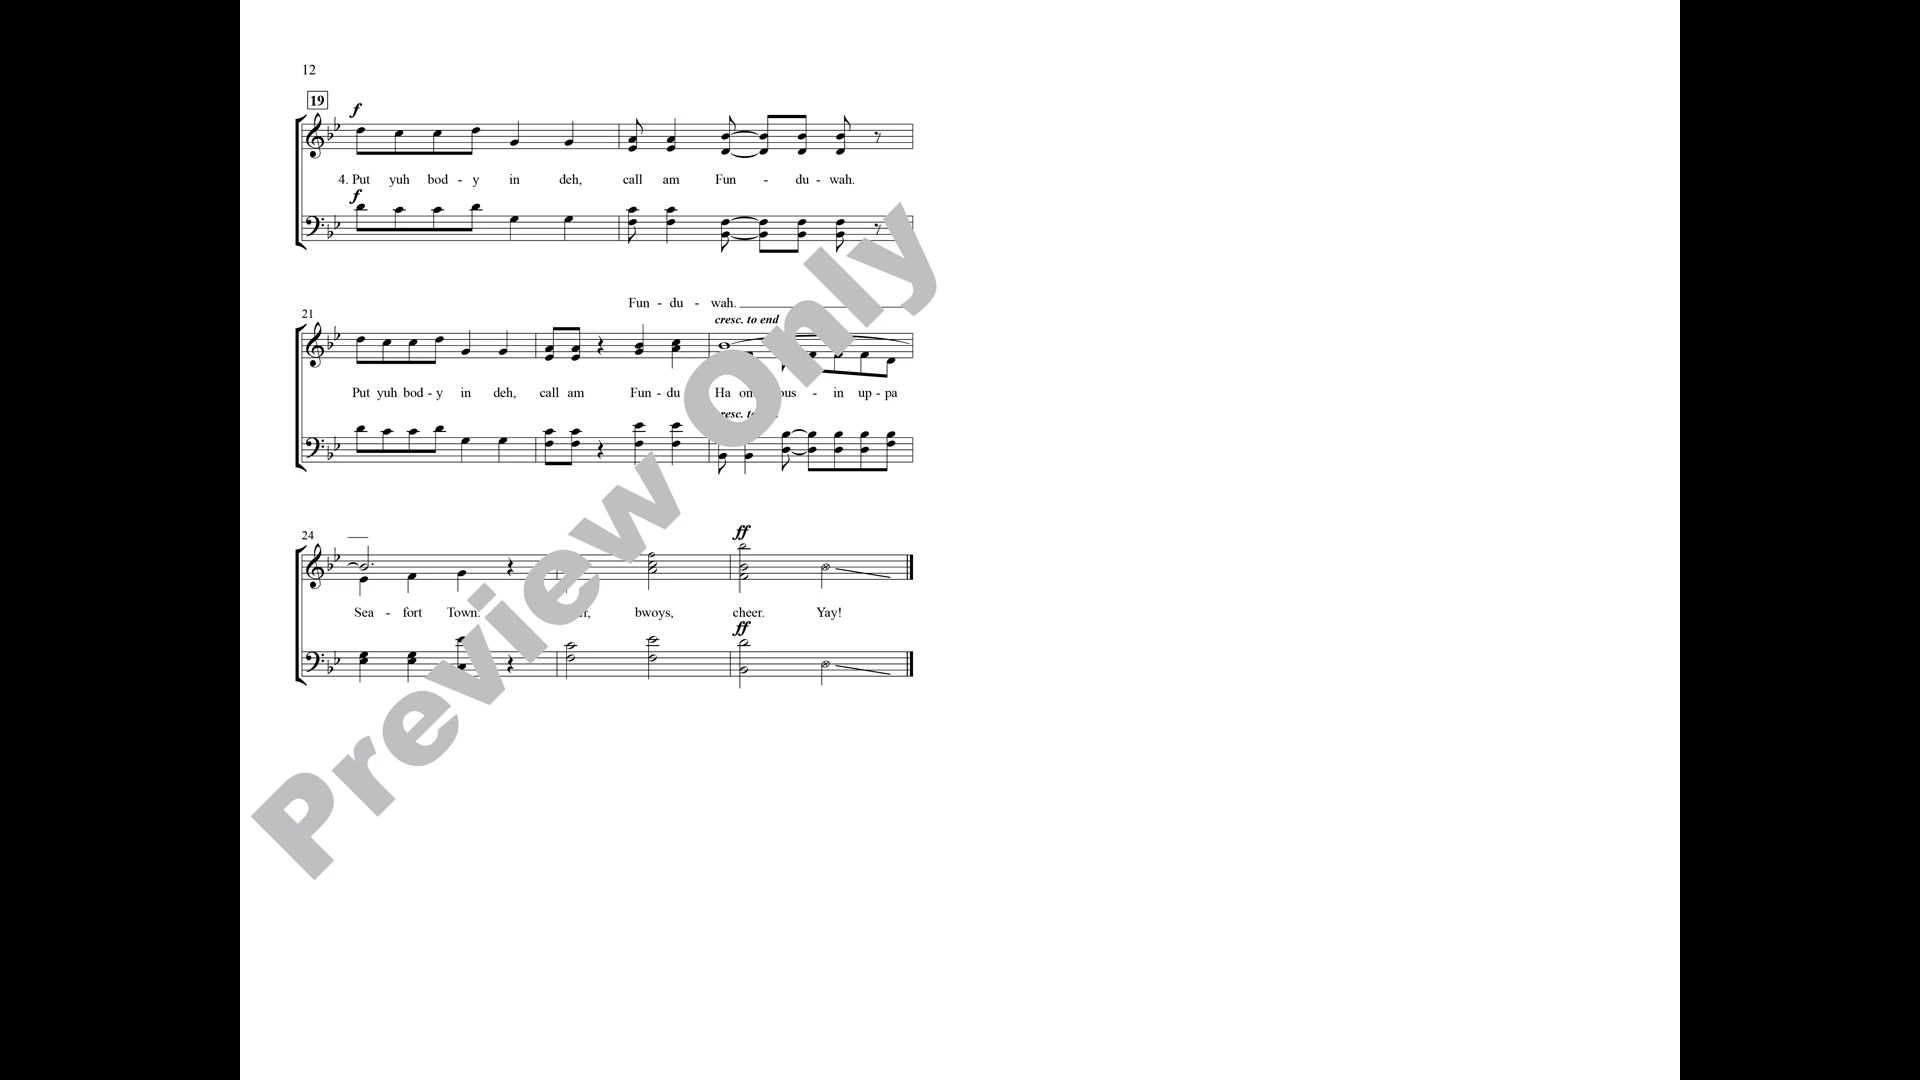 12
19
f
4. Put yuh bod - y in deh, call am Fun - du - wah.
f
Fun - du - wah.
21
cresc. to end
Put yuh bod - y in deh, call am Fun - du Ha in up - pa
24
ff
Sea - fort Town. bwoys, cheer. Yay!
ff
Preview Only